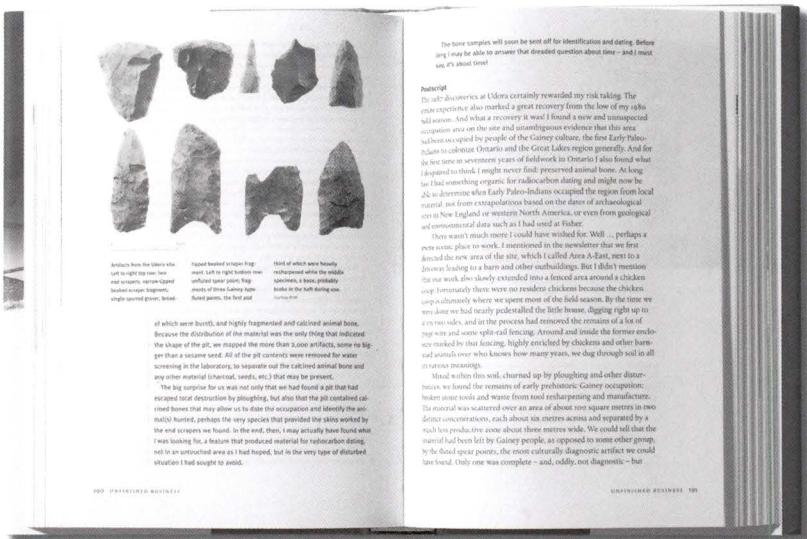 Artifacts from the Udora site.
Left to right top row: two
end scrapers, narrow-tipped
beaked scraper fragment,
single spurred graver, broad-
tipped beaked scraper frag-
ment. Left to right bottom row:
unfluted spear point; frag-
ments of three Gainey type
fluted points, the first and
third of which were heavily
resharpened while the middle
specimen, a base, probably
broke in the haft during use.
of which were burnt), and highly fragmented and calcined animal bone.
Because the distribution of the material was the only thing that indicated
the shape of the pit, we mapped the more than 3,000 artifacts, some no big-
ger than a sesame seed. All of the pit contents were removed for water
screening in the laboratory, to separate out the calcined animal bone and
any other material (charcoal, seeds, etc.) that may be present.
The big surprise for us was not only that we had found a pit that had
escaped total destruction by ploughing, but also that the pit contained cal-
cined bones that may allow us to date the occupation and identify the ani-
mal(s) hunted, perhaps the very species that provided the skins worked by
the end scrapers we found. In the end, then, I may actually have found what
I was looking for, a feature that produced material for radiocarbon dating,
not in an untouched area as I had hoped, but in the very type of disturbed
situation I had sought to avoid.
190 UNFINISHED BUSINESS
The bone samples will soon be sent off for identification and dating. Before
long I may be able to answer that dreaded question about time – and I must
say, it's about time!
Postscript
The 1987 discoveries at Udora certainly rewarded my risk taking. The
entire experience also marked a great recovery from the low of my 1986
field season. And what a recovery it was! I found a new and unsuspected
occupation area on the site and unambiguous evidence that this area
had been occupied by people of the Gainey culture, the first Early Paleo-
Indians to colonize Ontario and the Great Lakes region generally. And for
the first time in seventeen years of fieldwork in Ontario I also found what
I despaired to think I might never find: preserved animal bone. At long
last I had something organic for radiocarbon dating and might now be
able to determine when Early Paleo-Indians occupied the region from local
material, not from extrapolations based on the dates of archaeological
sites in New England or western North America, or even from geological
and environmental data such as I had used at Fisher.
There wasn't much more I could have wished for. Well ... perhaps a
more scenic place to work. I mentioned in the newsletter that we first
detected the new area of the site, which I called Area A-East, next to a
driveway leading to a barn and other outbuildings. But I didn't mention
that our work also slowly extended into a fenced area around a chicken
coop. Fortunately there were no resident chickens because the chicken
coop is ultimately where we spent most of the field season. By the time we
were done we had nearly pedestalled the little house, digging right up to
it on two sides, and in the process had removed the remains of a lot of
page wire and some split-rail fencing. Around and inside the former enclo-
sure marked by that fencing, highly enriched by chickens and other barn-
yard animals over who knows how many years, we dug through soil in all
its various meanings.
Mixed within this soil, churned up by ploughing and other distur-
bances, we found the remains of early prehistoric Gainey occupation:
broken stone tools and waste from tool resharpening and manufacture.
The material was scattered over an area of about 100 square metres in two
distinct concentrations, each about six metres across and separated by a
much less productive zone about three metres wide. We could tell that the
material had been left by Gainey people, as opposed to some other group,
by the fluted spear points, the most culturally diagnostic artifact we could
have found. Only one was complete – and, oddly, not diagnostic – but
UNFINISHED BUSINESS 191